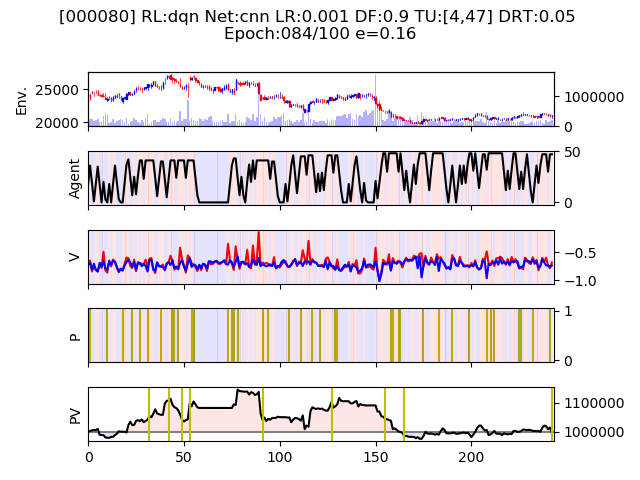 [000080] RL:dqn Net:cnn LR:0.001 DF:0.9 TU:[4,47] DRT:0.05
Epoch:084/100 e=0.16
Env.
25000
20000
1000000
0
Agent
50
0
V
−0.5
−1.0
P
1
0
PV
1100000
1000000
0 50 100 150 200